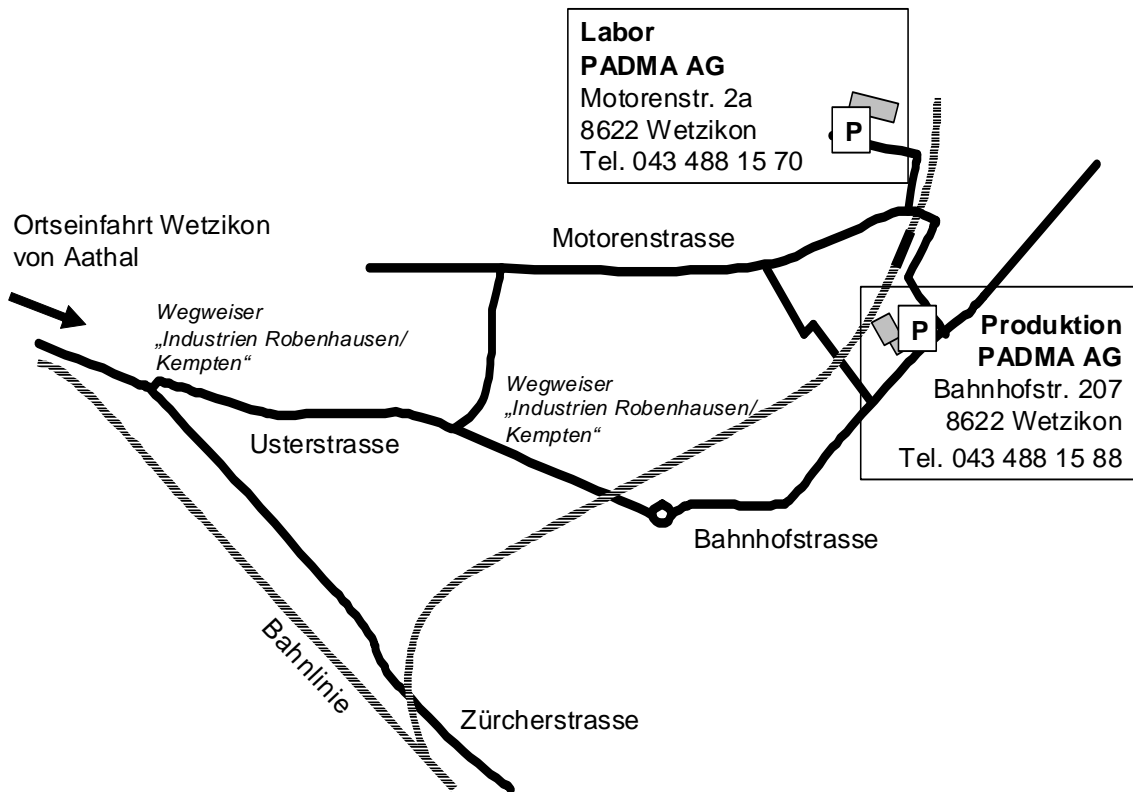 Labor
PADMA AG
Motorenstr. 2a
8622 Wetzikon
Tel. 043 488 15 70
P
Ortseinfahrt Wetzikon
von Aathal
Motorenstrasse
Wegweiser
„Industrien Robenhausen/
Kempten“
Wegweiser
„Industrien Robenhausen/
Kempten“
P
Produktion
PADMA AG
Bahnhofstr. 207
8622 Wetzikon
Tel. 043 488 15 88
Usterstrasse
Bahnhofstrasse
Bahnlinie
Zürcherstrasse